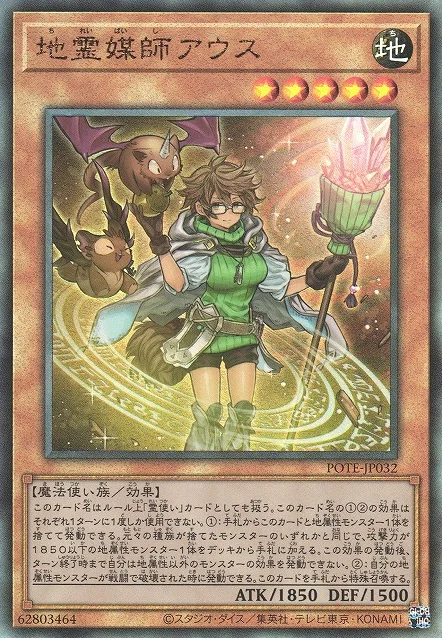 地霊媒師アウス
地
POTE-JP032
【魔法使い族／効果】
このカード名はルール上「霊使い」カードとしても扱う。このカード名の①②の効果は
それぞれ1ターンに1度しか使用できない。①：手札からこのカードと地属性モンスター1体を
捨てて発動できる。元々の種族が捨てたモンスターのいずれかと同じで、攻撃力が
1850以下の地属性モンスター1体をデッキから手札に加える。この効果の発動後、
ターン終了時まで自分は地属性以外のモンスターの効果を発動できない。②：自分の地
属性モンスターが戦闘で破壊された時に発動できる。このカードを手札から特殊召喚する。
ATK/1850 DEF/1500
62803464
©スタジオ・ダイス／集英社・テレビ東京・KONAMI